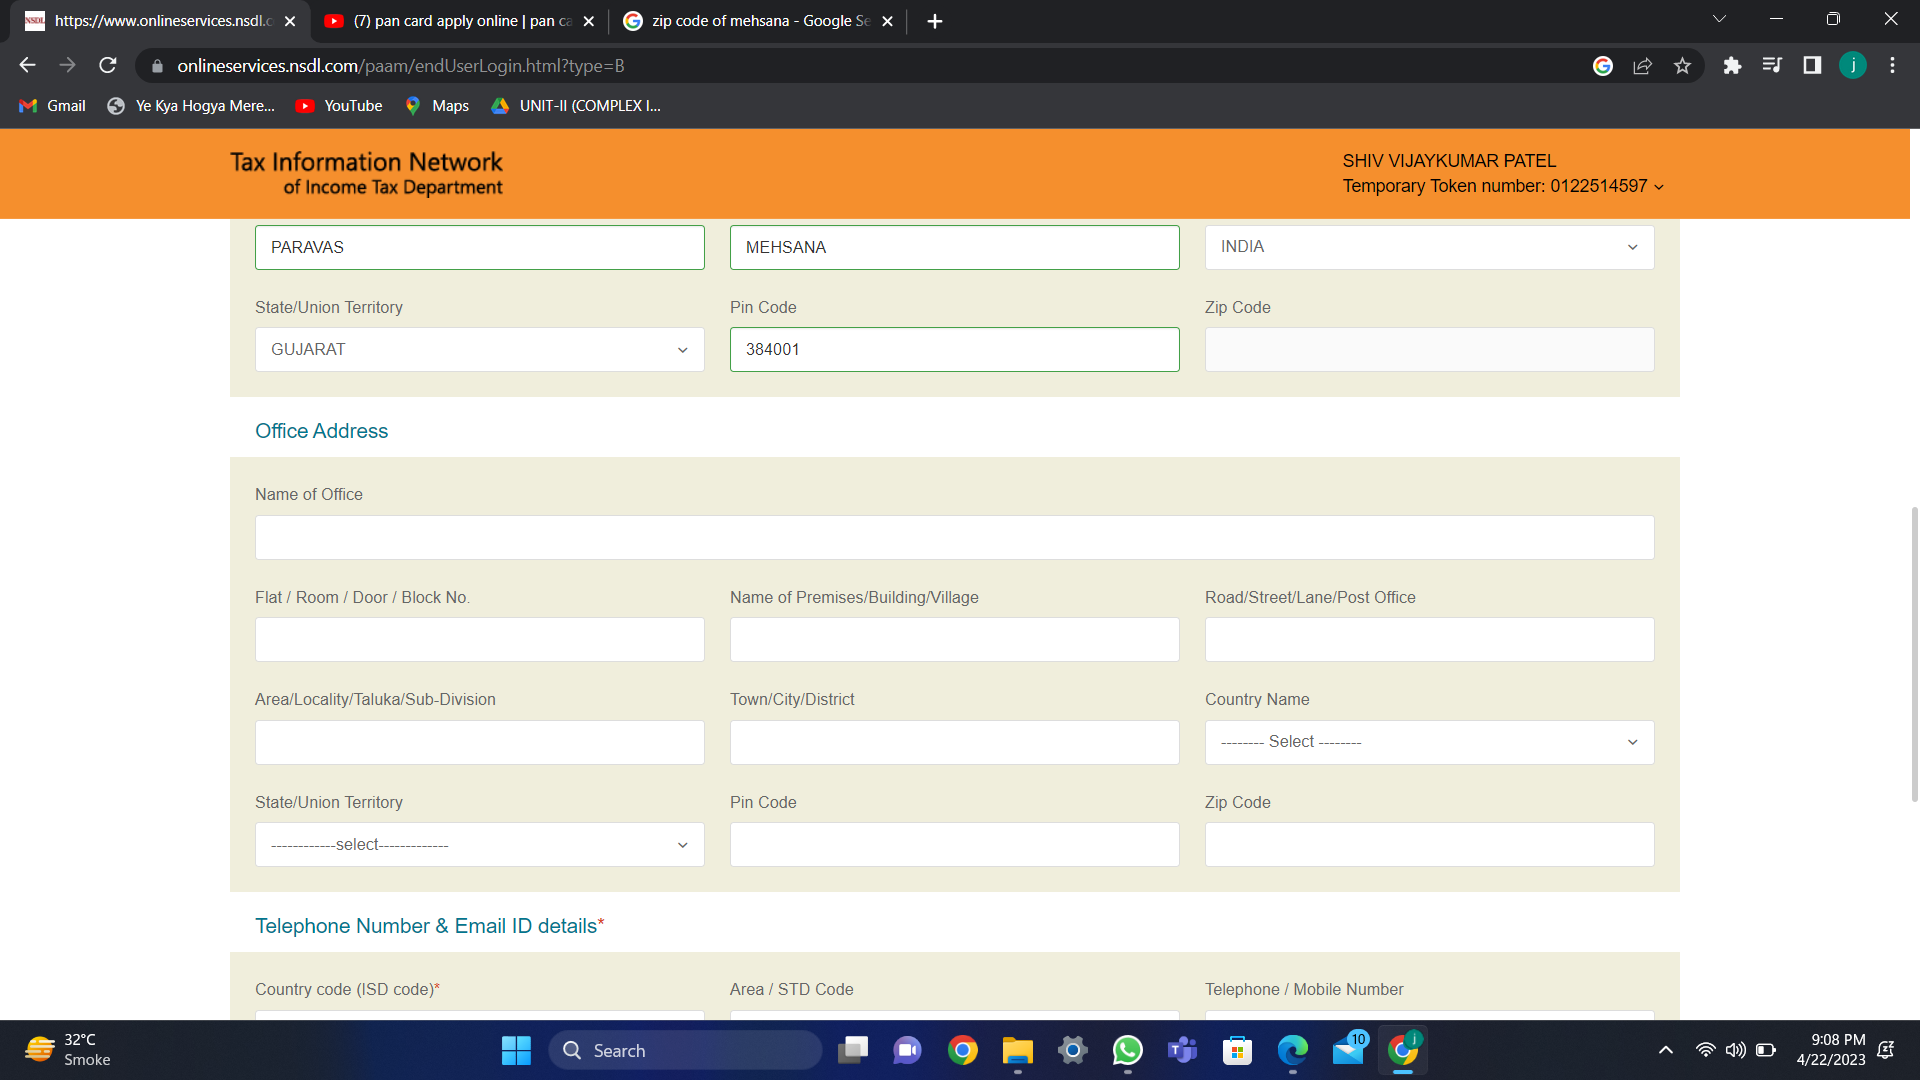 https://www.onlineservices.nsdl.c
(7) pan card apply online | pan ca
zip code of mehsana - Google Se
onlineservices.nsdl.com/paam/endUserLogin.html?type=B
Gmail
Ye Kya Hogya Mere...
YouTube
Maps
UNIT-II (COMPLEX I...
Tax Information Network
of Income Tax Department
SHIV VIJAYKUMAR PATEL
Temporary Token number: 0122514597
PARAVAS
MEHSANA
INDIA
State/Union Territory
Pin Code
Zip Code
GUJARAT
384001
Office Address
Name of Office
Flat / Room / Door / Block No.
Name of Premises/Building/Village
Road/Street/Lane/Post Office
Area/Locality/Taluka/Sub-Division
Town/City/District
Country Name
-------- Select --------
State/Union Territory
Pin Code
Zip Code
------------select-------------
Telephone Number & Email ID details*
Country code (ISD code)*
Area / STD Code
Telephone / Mobile Number
32°C
Smoke
Search
10
j
9:08 PM
4/22/2023